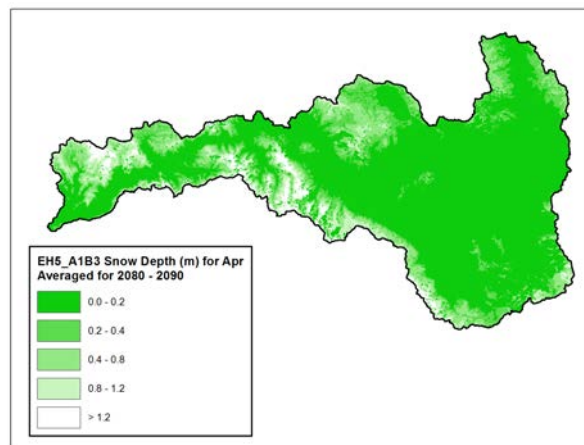 EH5_A1B3 Snow Depth (m) for Apr
Averaged for 2080 - 2090
0.0 - 0.2
0.2 - 0.4
0.4 - 0.8
0.8 - 1.2
> 1.2